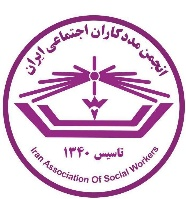 انجمن مددکاران اجتماعی ایران
تاسیس ۱۳۴۰
Iran Association Of Social Workers